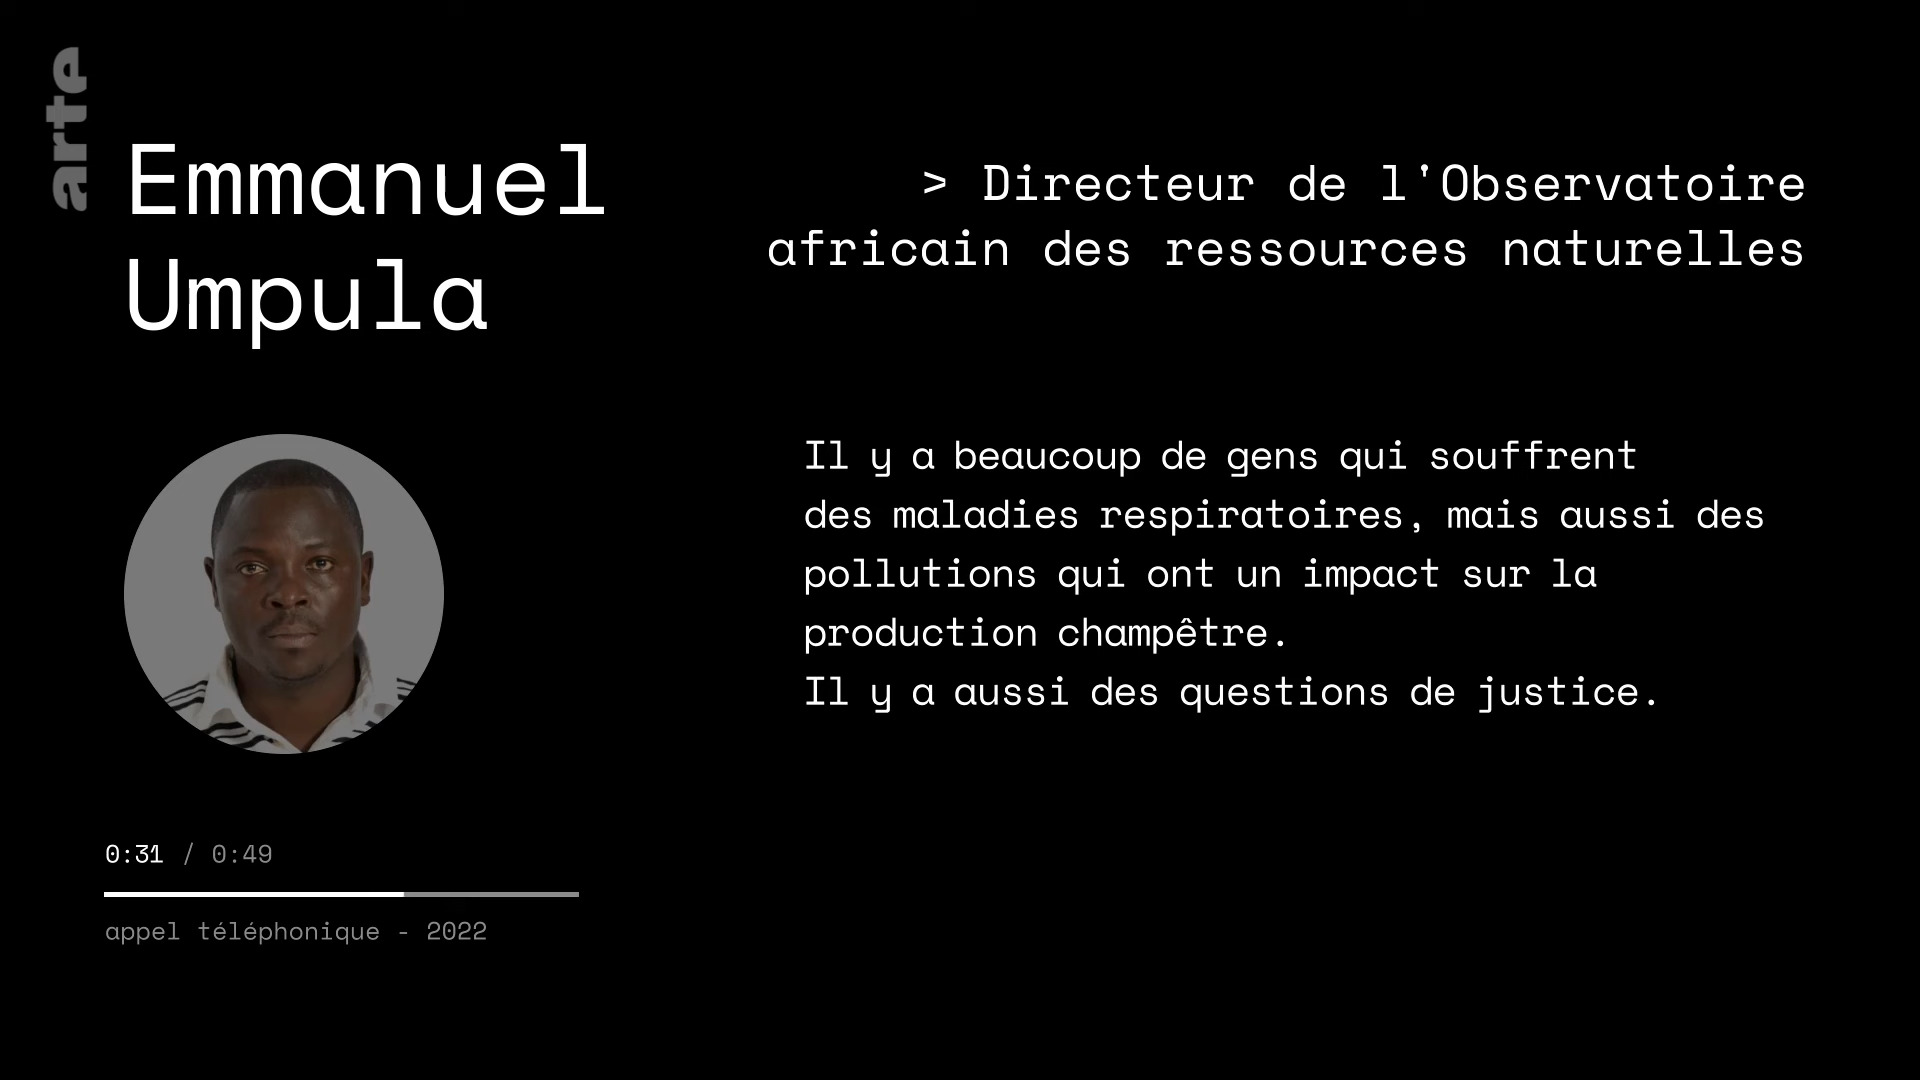 arte
Emmanuel
Umpula
> Directeur de l'Observatoire
africain des ressources naturelles
Il y a beaucoup de gens qui souffrent
des maladies respiratoires, mais aussi des
pollutions qui ont un impact sur la
production champêtre.
Il y a aussi des questions de justice.
0:31 / 0:49
appel téléphonique - 2022